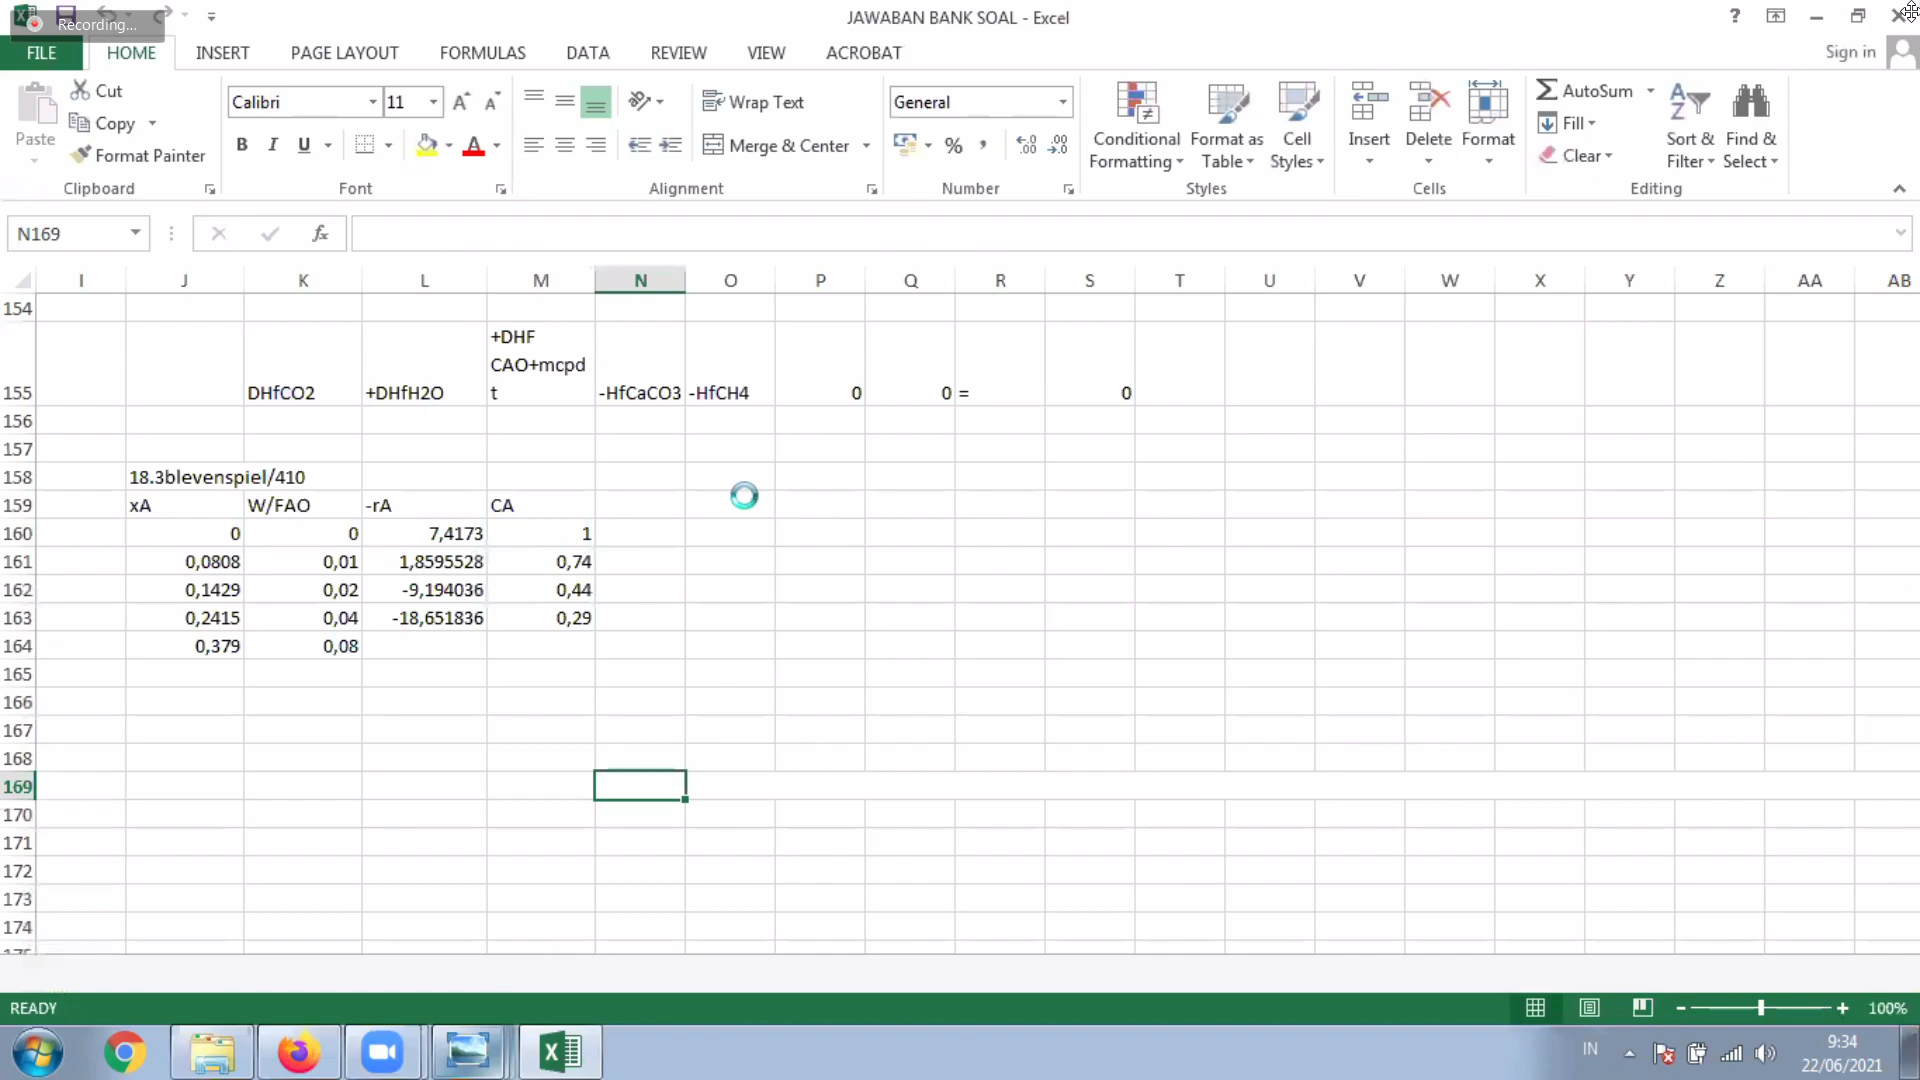 Recording...
JAWABAN BANK SOAL - Excel
?
FILE HOME INSERT PAGE LAYOUT FORMULAS DATA REVIEW VIEW ACROBAT Sign in
Paste
Cut
Copy
Format Painter
Clipboard
Calibri 11
B I U
Font
Wrap Text
Merge & Center
Alignment
General
%
Number
Conditional Formatting
Format as Table
Cell Styles
Styles
Insert Delete Format
Cells
AutoSum
Fill
Clear
Sort & Filter
Find & Select
Editing
N169 fx
I J K L M N O P Q R S T U V W X Y Z AA AB
154
+DHF
CAO+mcpd
155 DHfCO2 +DHfH2O t -HfCaCO3 -HfCH4 0 0 = 0
156
157
158 18.3blevenspiel/410
159 xA W/FAO -rA CA
160 0 0 7,4173 1
161 0,0808 0,01 1,8595528 0,74
162 0,1429 0,02 -9,194036 0,44
163 0,2415 0,04 -18,651836 0,29
164 0,379 0,08
165
166
167
168
169
170
171
172
173
174
READY 100%
IN 9:34
22/06/2021